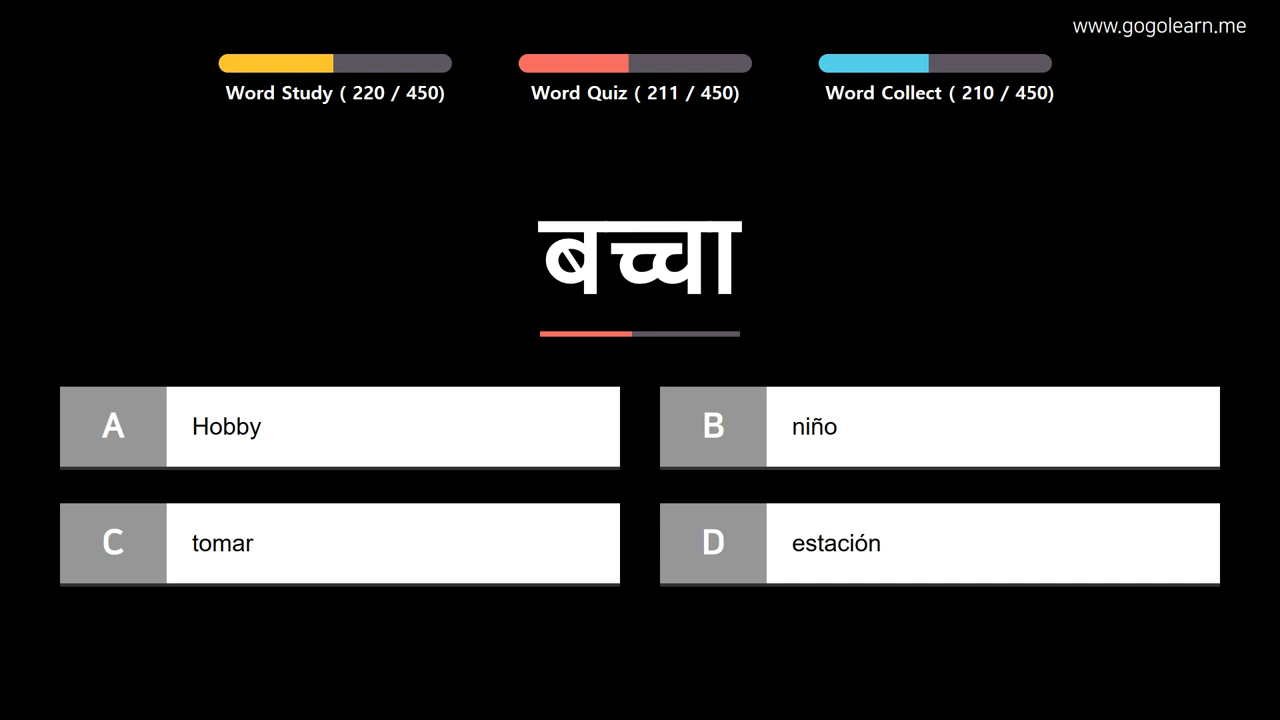 www.gogolearn.me
Word Study ( 220 / 450)
Word Quiz ( 211 / 450)
Word Collect ( 210 / 450)
बच्चा
A Hobby
B niño
C tomar
D estación